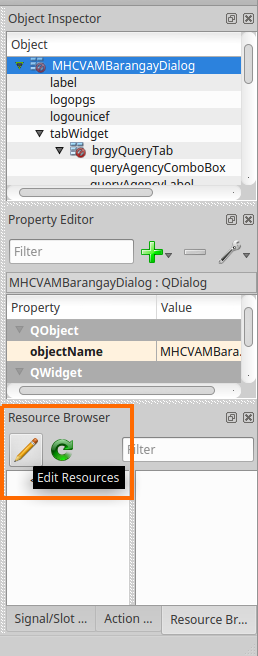 Object Inspector
Object
MHCVAMBarangayDialog
label
logopgs
logounicef
tabWidget
brgyQueryTab
queryAgencyComboBox
queryAgencyLabel
Property Editor
Filter
MHCVAMBarangayDialog : QDialog
Property Value
QObject
objectName MHCVAMBara...
QWidget
Resource Browser
Filter
Edit Resources
Signal/Slot ... Action ... Resource Br...